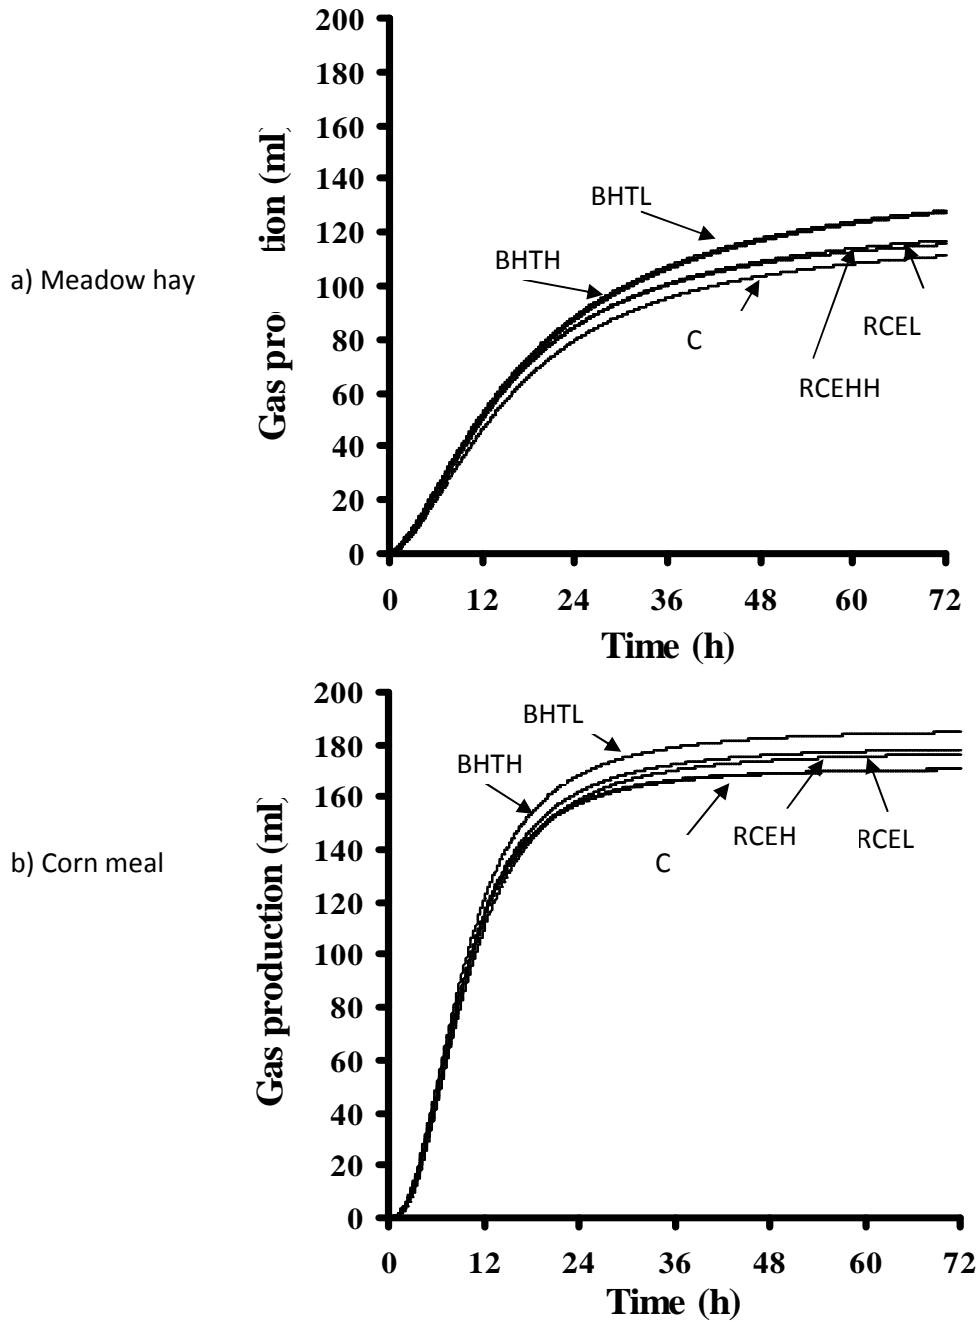 200
180
160
140
120
100
80
60
40
20
0
Gas pro tion (ml)
a) Meadow hay
BHTL
BHTH
C
RCEL
RCEHH
0 12 24 36 48 60 72
Time (h)
200
180
160
140
120
100
80
60
40
20
0
Gas production (ml)
b) Corn meal
BHTL
BHTH
C
RCEH
RCEL
0 12 24 36 48 60 72
Time (h)